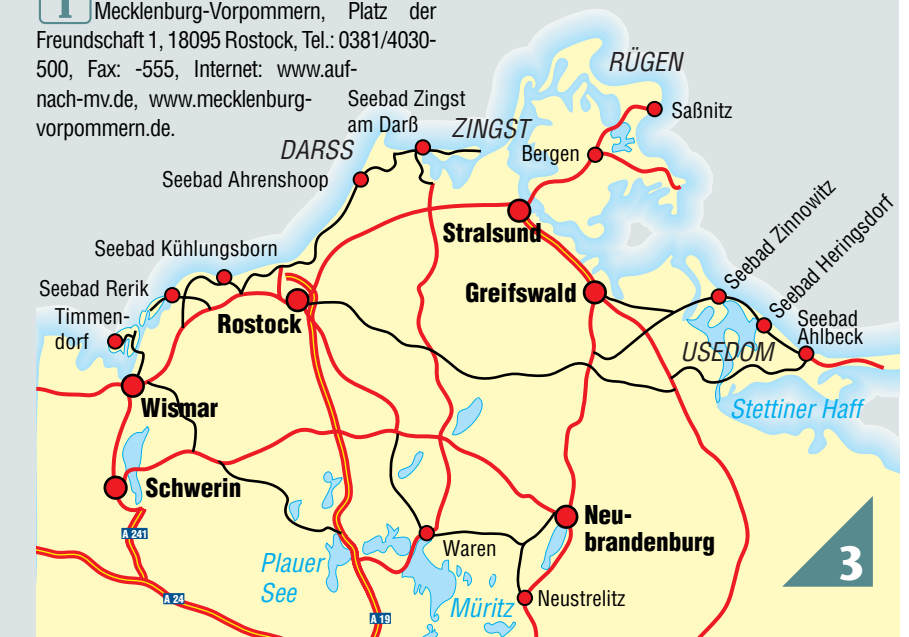 i
Mecklenburg-Vorpommern, Platz der
Freundschaft 1, 18095 Rostock, Tel.: 0381/4030-
500, Fax: -555, Internet: www.auf-
nach-mv.de, www.mecklenburg-
vorpommern.de.
RÜGEN
Saßnitz
Seebad Zingst
am Darß
ZINGST
DARSS
Bergen
Seebad Ahrenshoop
Stralsund
Seebad Zinnowitz
Seebad Heringsdorf
Seebad Kühlungsborn
Seebad Rerik
Greifswald
Timmen-
dorf
Rostock
Seebad
Ahlbeck
USEDOM
Wismar
Stettiner Haff
Schwerin
Neu-
brandenburg
A 241
Waren
Plauer
See
3
A 24
Müritz
Neustrelitz
A 19